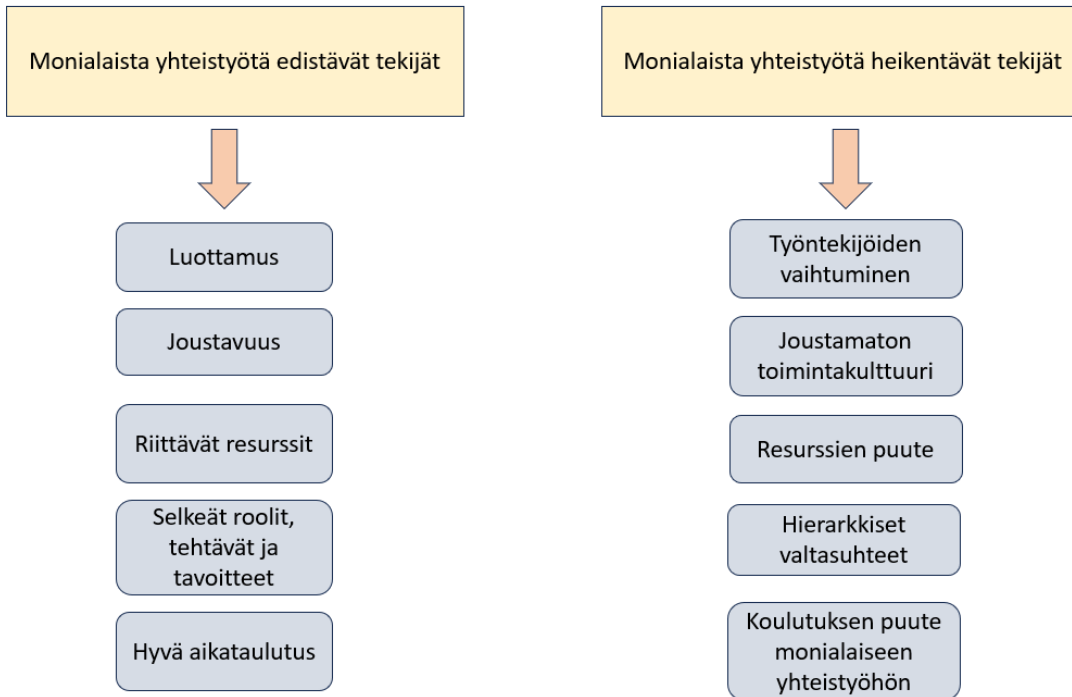 Monialaista yhteistyötä edistävät tekijät
Luottamus
Joustavuus
Riittävät resurssit
Selkeät roolit,
tehtävät ja
tavoitteet
Hyvä aikataulutus
Monialaista yhteistyötä heikentävät tekijät
Työntekijöiden
vaihtuminen
Joustamaton
toimintakulttuuri
Resurssien puute
Hierarkkiset
valtasuhteet
Koulutuksen puute
monialaiseen
yhteistyöhön